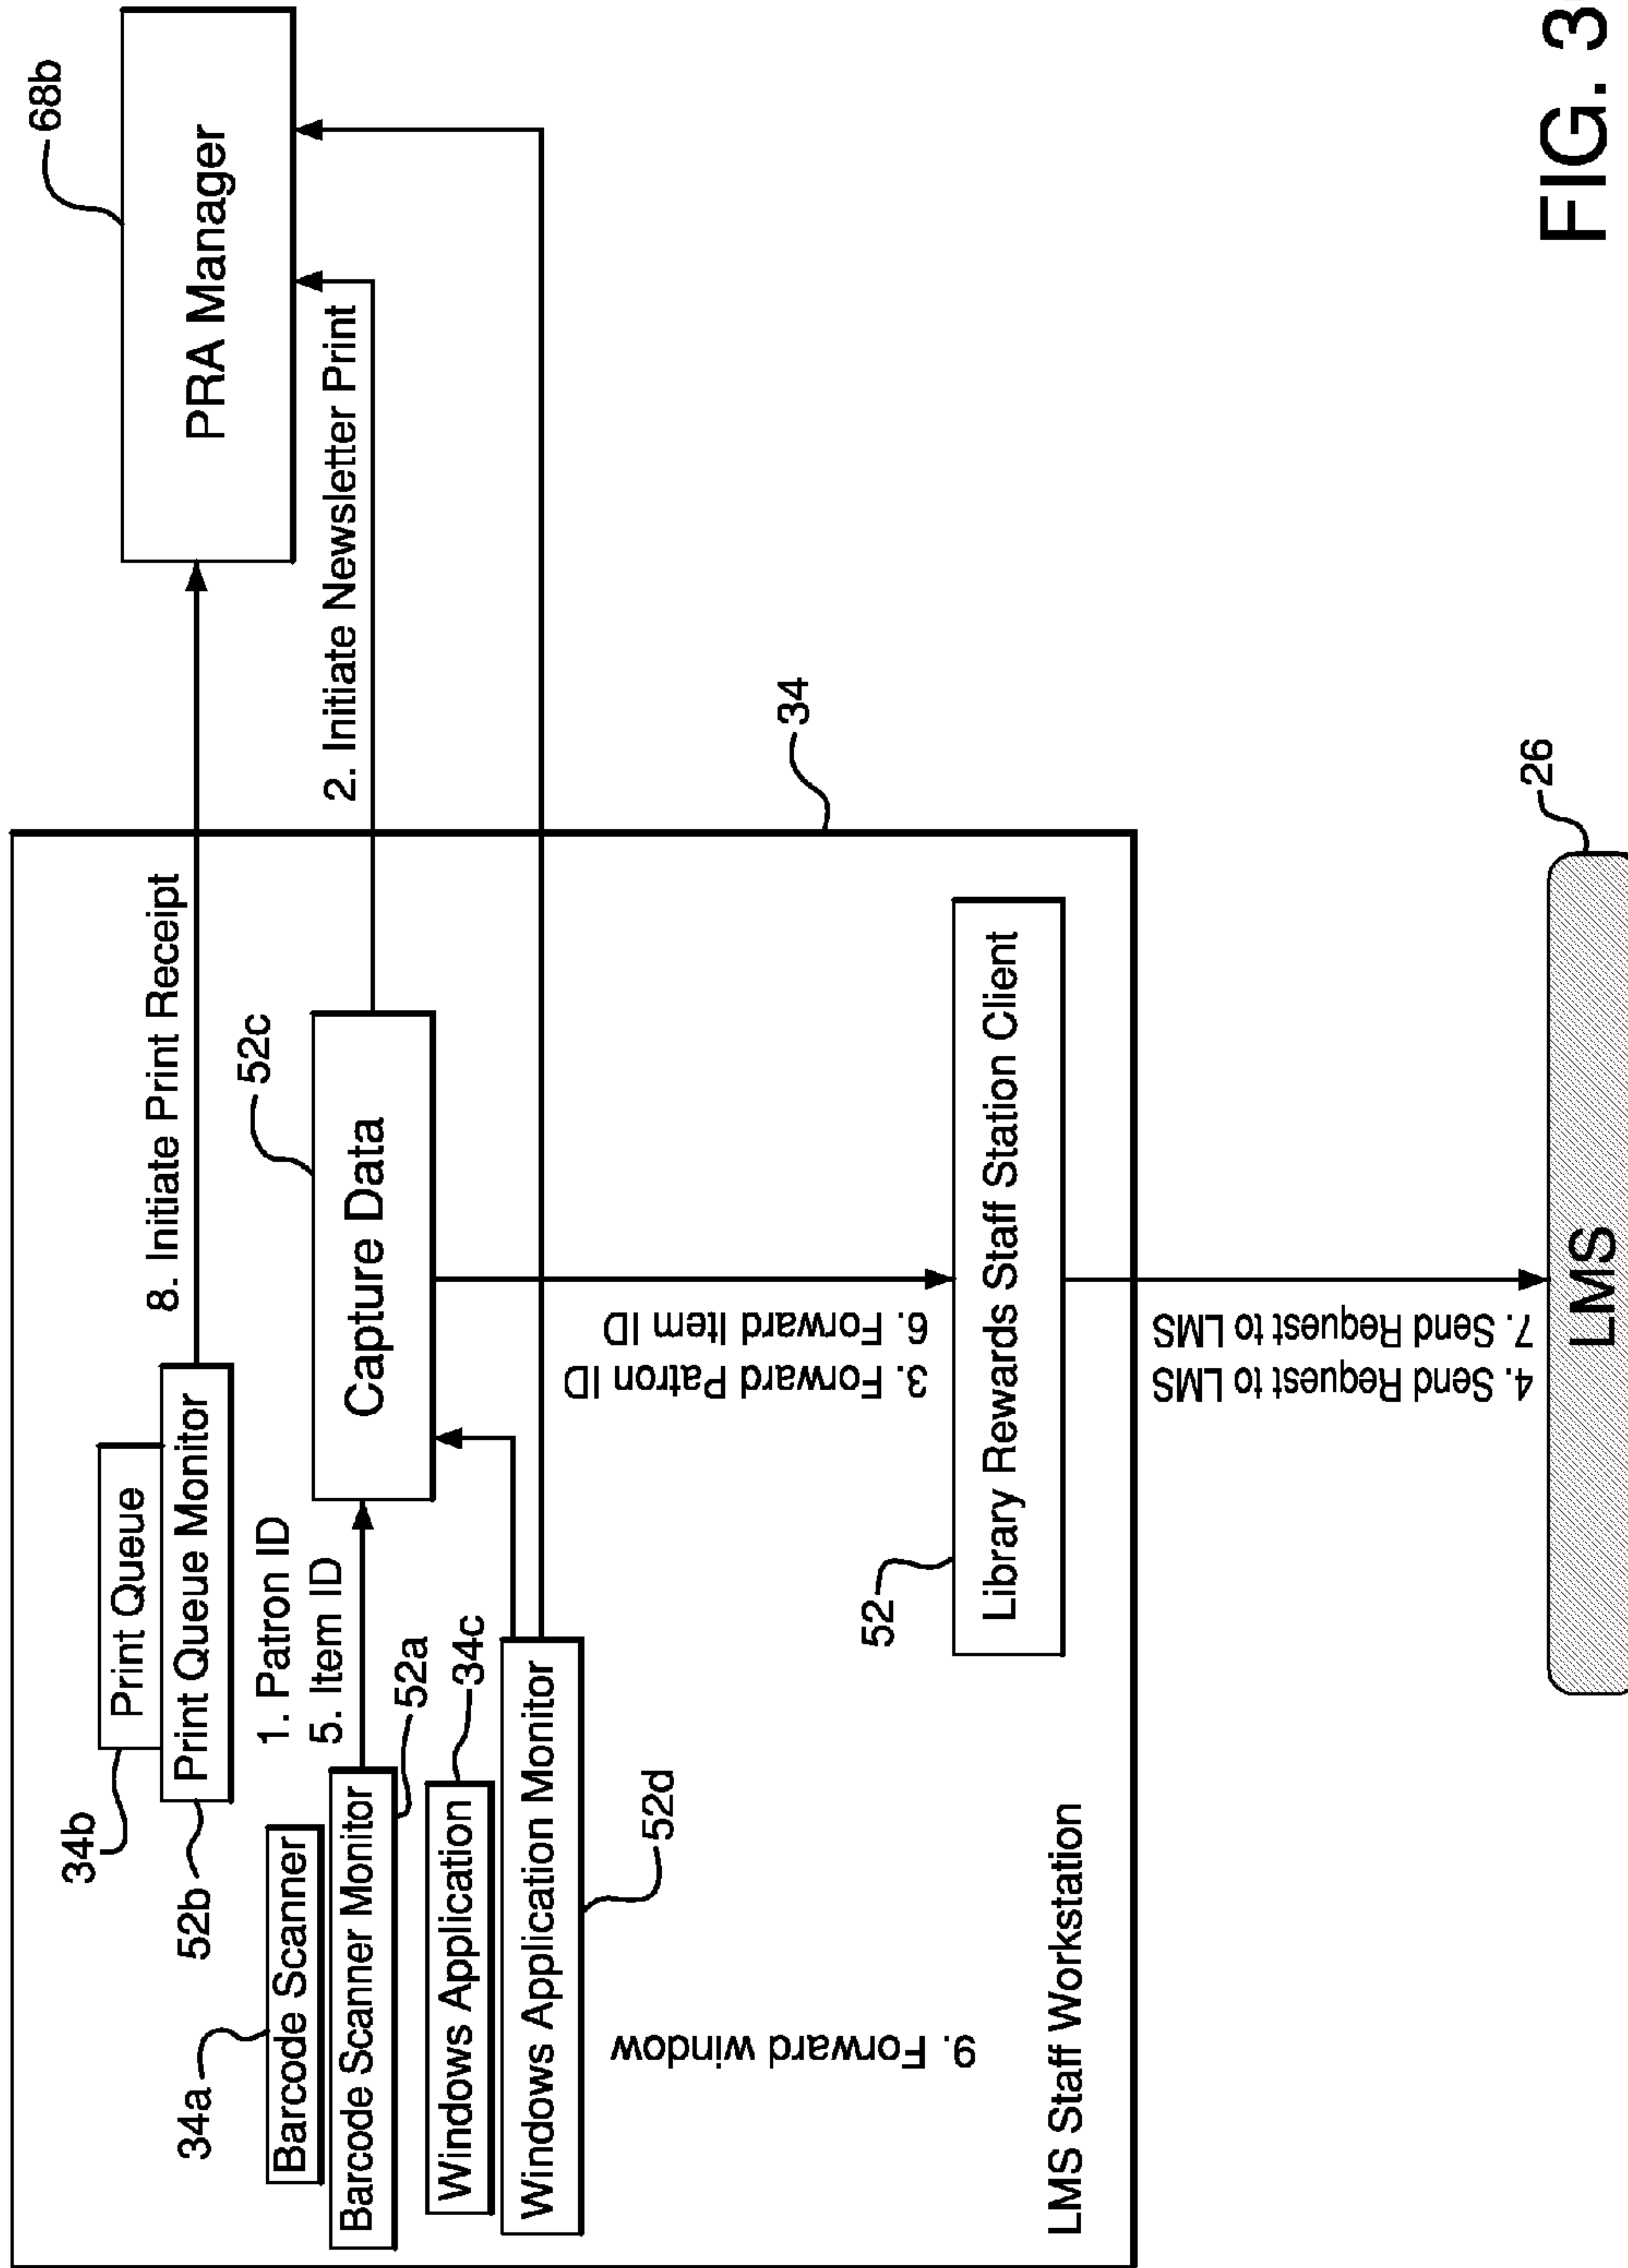 34b
Print Queue
52b
Print Queue Monitor
8. Initiate Print Receipt
68b
PRA Manager
34a
Barcode Scanner
Barcode Scanner Monitor
52a
1. Patron ID
5. Item ID
52c
Capture Data
2. Initiate Newsletter Print
Windows Application
34c
Windows Application Monitor
52d
9. Forward window
6. Forward Item ID
3. Forward Patron ID
34
52
Library Rewards Staff Station Client
LMS Staff Workstation
7. Send Request to LMS
4. Send Request to LMS
26
LMS
FIG. 3